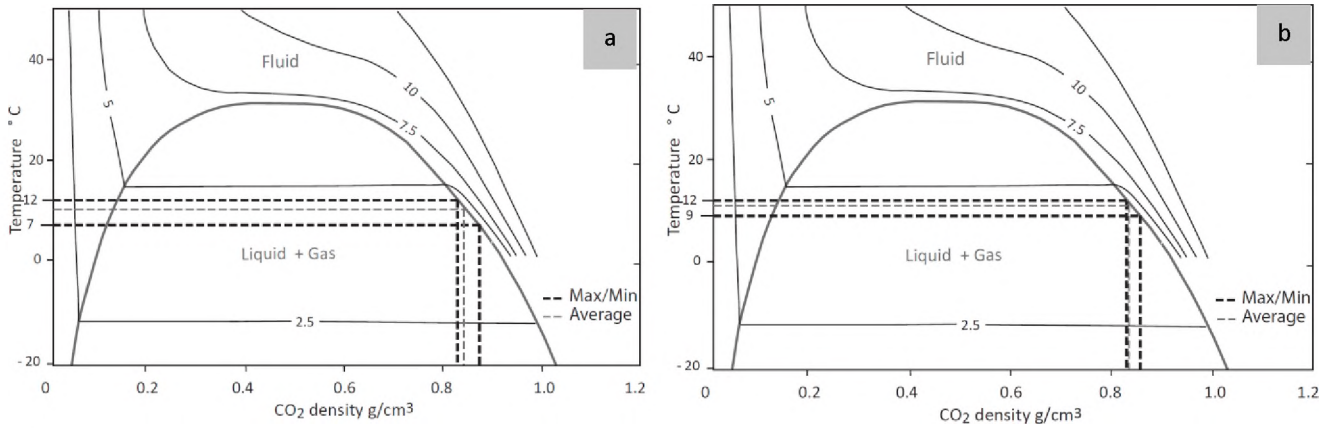 a
40
20
12
7
0
- 20
Temperature ° C
Fluid
5
10
7.5
Liquid + Gas
2.5
Max/Min
Average
0
0.2
0.4
0.6
0.8
1.0
1.2
CO2 density g/cm3
b
40
20
12
9
0
- 20
Temperature ° C
Fluid
5
10
7.5
Liquid + Gas
2.5
Max/Min
Average
0
0.2
0.4
0.6
0.8
1.0
1.2
CO2 density g/cm3